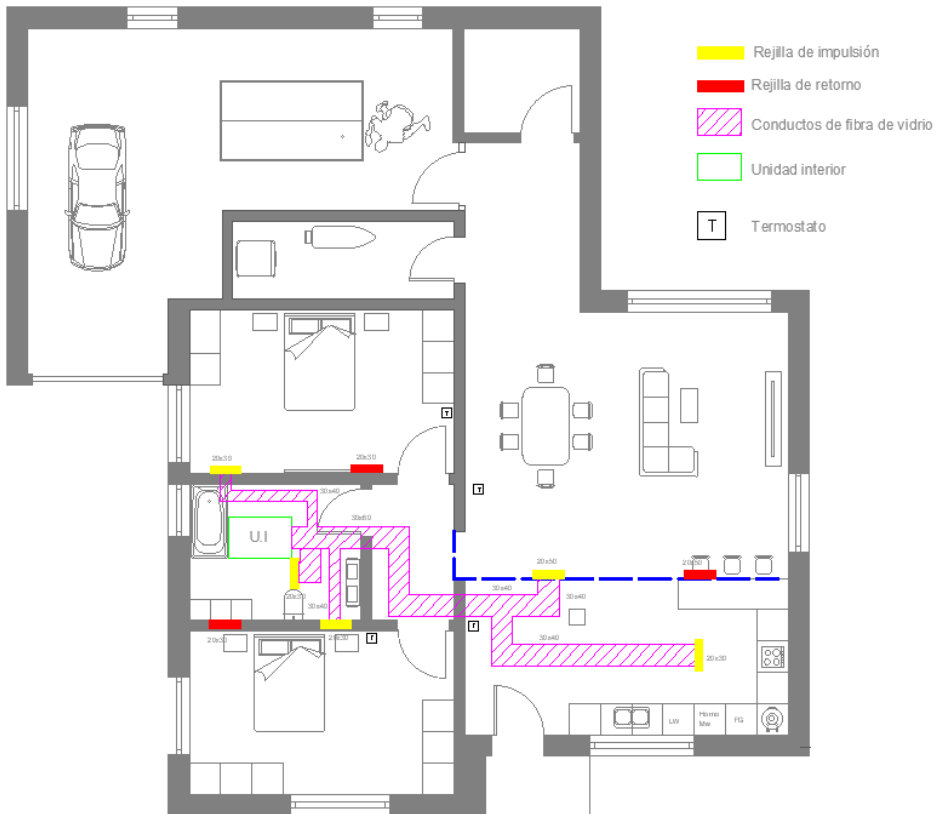 Rejilla de impulsión
Rejilla de retorno
Conductos de fibra de vidrio
Unidad interior
T
Termostato
T
20x30
20x30
30x40
T
30x60
U.I
20x50
20x50
20x30
30x40
30x40
30x40
20x30
20x30
T
T
30x40
20x30
LW
Horno
Mw
FG